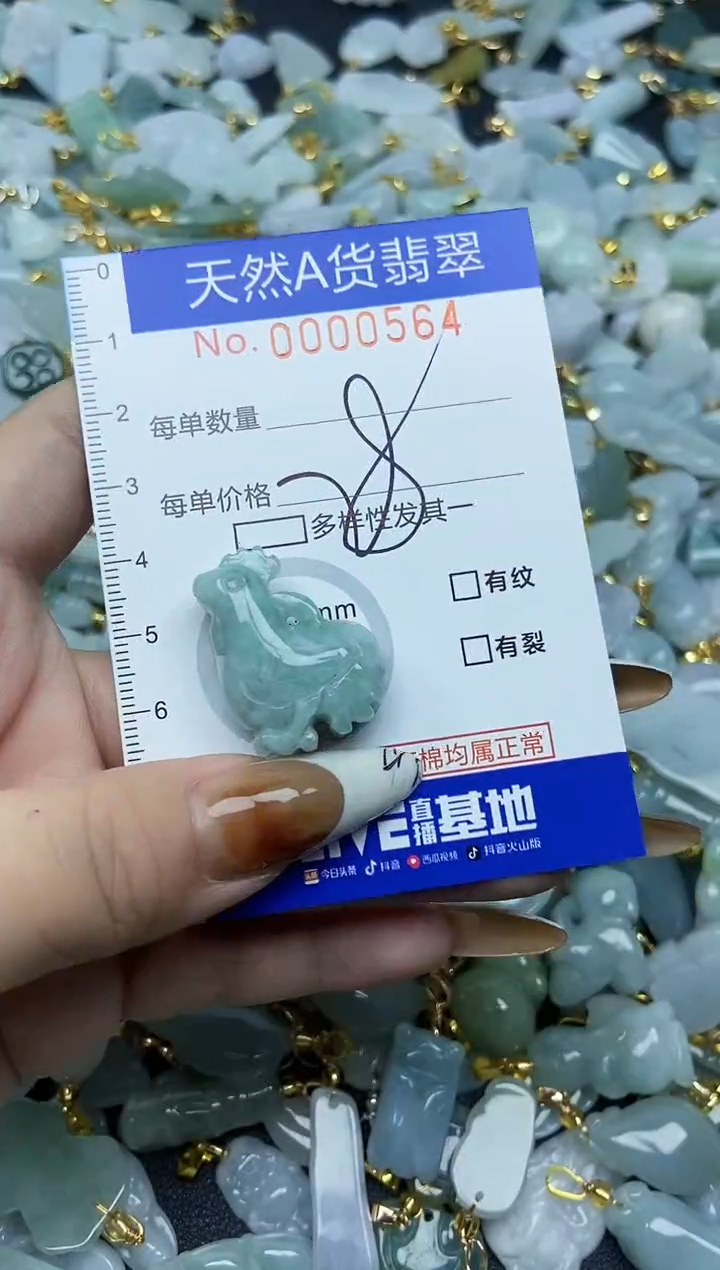 天然A货翡翠
No. 0000564
每单数量
每单价格
8
多样性发其一
mm
有纹
有裂
棉均属正常
直播基地
今日头条 抖音 西瓜视频 抖音火山版
0
1
2
3
4
5
6